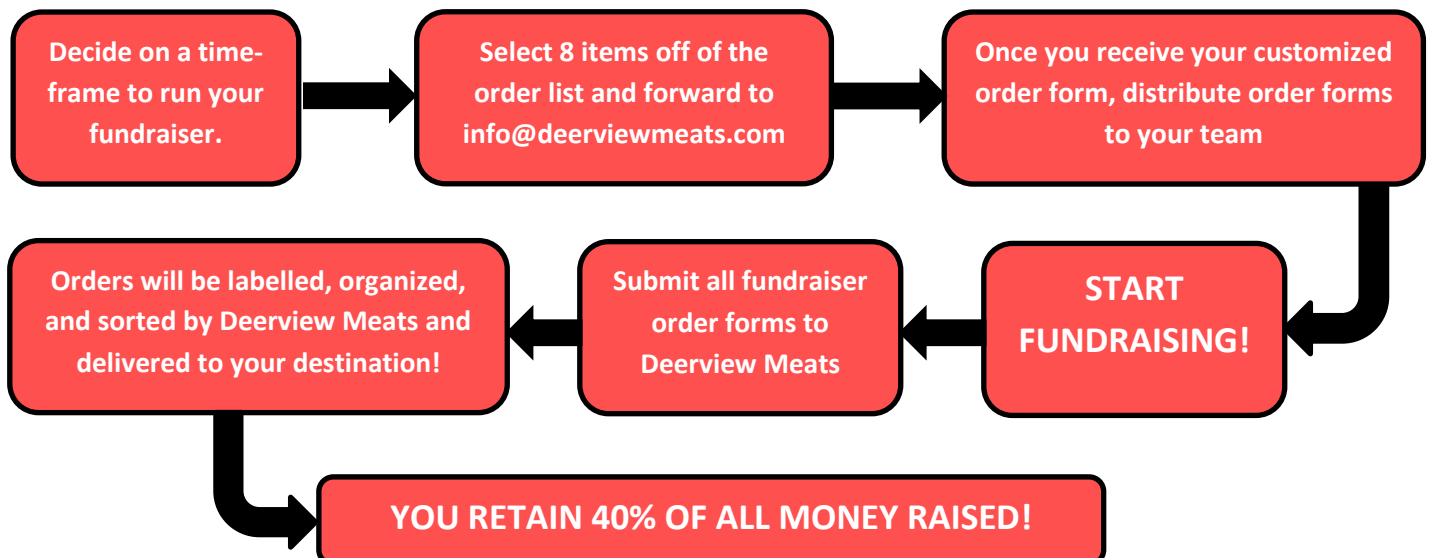 Decide on a time-
frame to run your
fundraiser.
Select 8 items off of the
order list and forward to
info@deerviewmeats.com
Once you receive your customized
order form, distribute order forms
to your team
START
FUNDRAISING!
Submit all fundraiser
order forms to
Deerview Meats
Orders will be labelled, organized,
and sorted by Deerview Meats and
delivered to your destination!
YOU RETAIN 40% OF ALL MONEY RAISED!